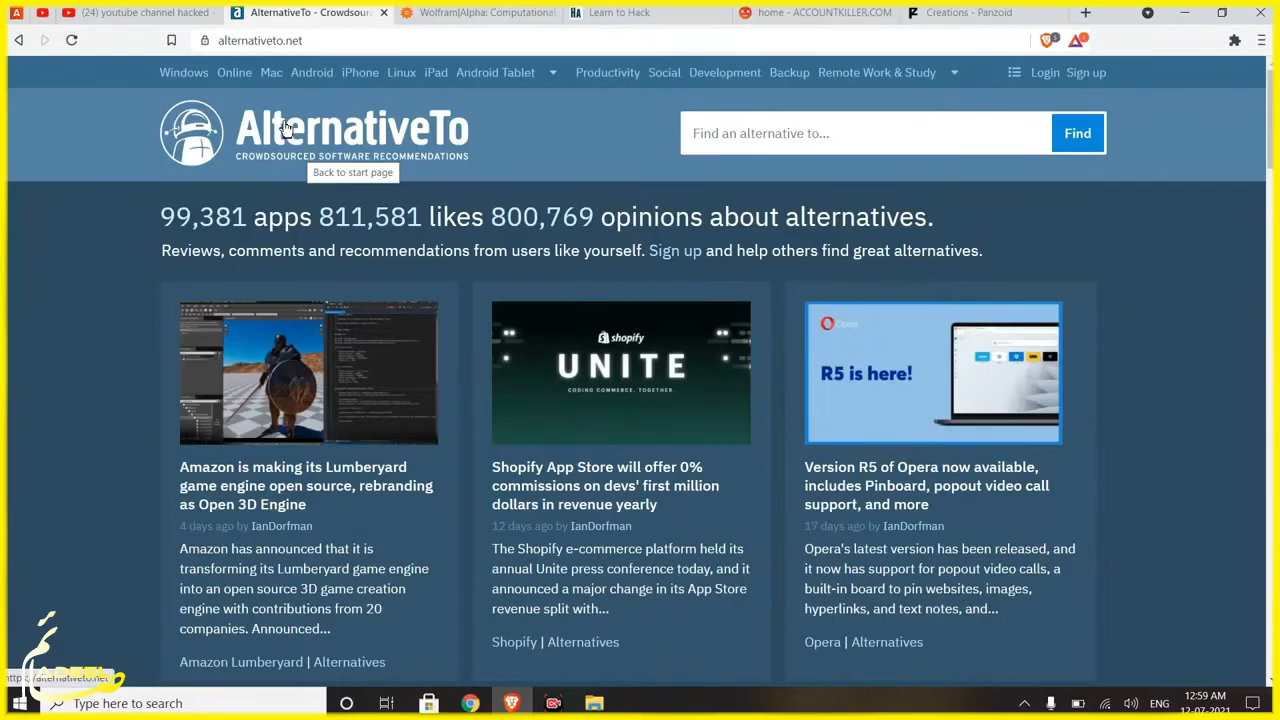 (24) youtube channel hacked
AlternativeTo - Crowdsour
Wolfram|Alpha: Computational
Learn to Hack
home - ACCOUNTKILLER.COM
Creations - Panzoid
alternativeto.net
Windows Online Mac Android iPhone Linux iPad Android Tablet Productivity Social Development Backup Remote Work & Study Login Sign up
AlternativeTo
CROWDSOURCED SOFTWARE RECOMMENDATIONS
Find an alternative to...
Find
Back to start page
99,381 apps 811,581 likes 800,769 opinions about alternatives.
Reviews, comments and recommendations from users like yourself. Sign up and help others find great alternatives.
shopify
UNITE
CODING COMMERCE. TOGETHER.
Opera
R5 is here!
Amazon is making its Lumberyard
game engine open source, rebranding
as Open 3D Engine
4 days ago by IanDorfman
Amazon has announced that it is
transforming its Lumberyard game engine
into an open source 3D game creation
engine with contributions from 20
companies. Announced...
Amazon Lumberyard | Alternatives
Shopify App Store will offer 0%
commissions on devs' first million
dollars in revenue yearly
12 days ago by IanDorfman
The Shopify e-commerce platform held its
annual Unite press conference today, and it
announced a major change in its App Store
revenue split with...
Shopify | Alternatives
Version R5 of Opera now available,
includes Pinboard, popout video call
support, and more
17 days ago by IanDorfman
Opera's latest version has been released, and
it now has support for popout video calls, a
built-in board to pin websites, images,
hyperlinks, and text notes, and...
Opera | Alternatives
https://alternativeto.net
Type here to search
ENG
12:59 AM
12-07-2021